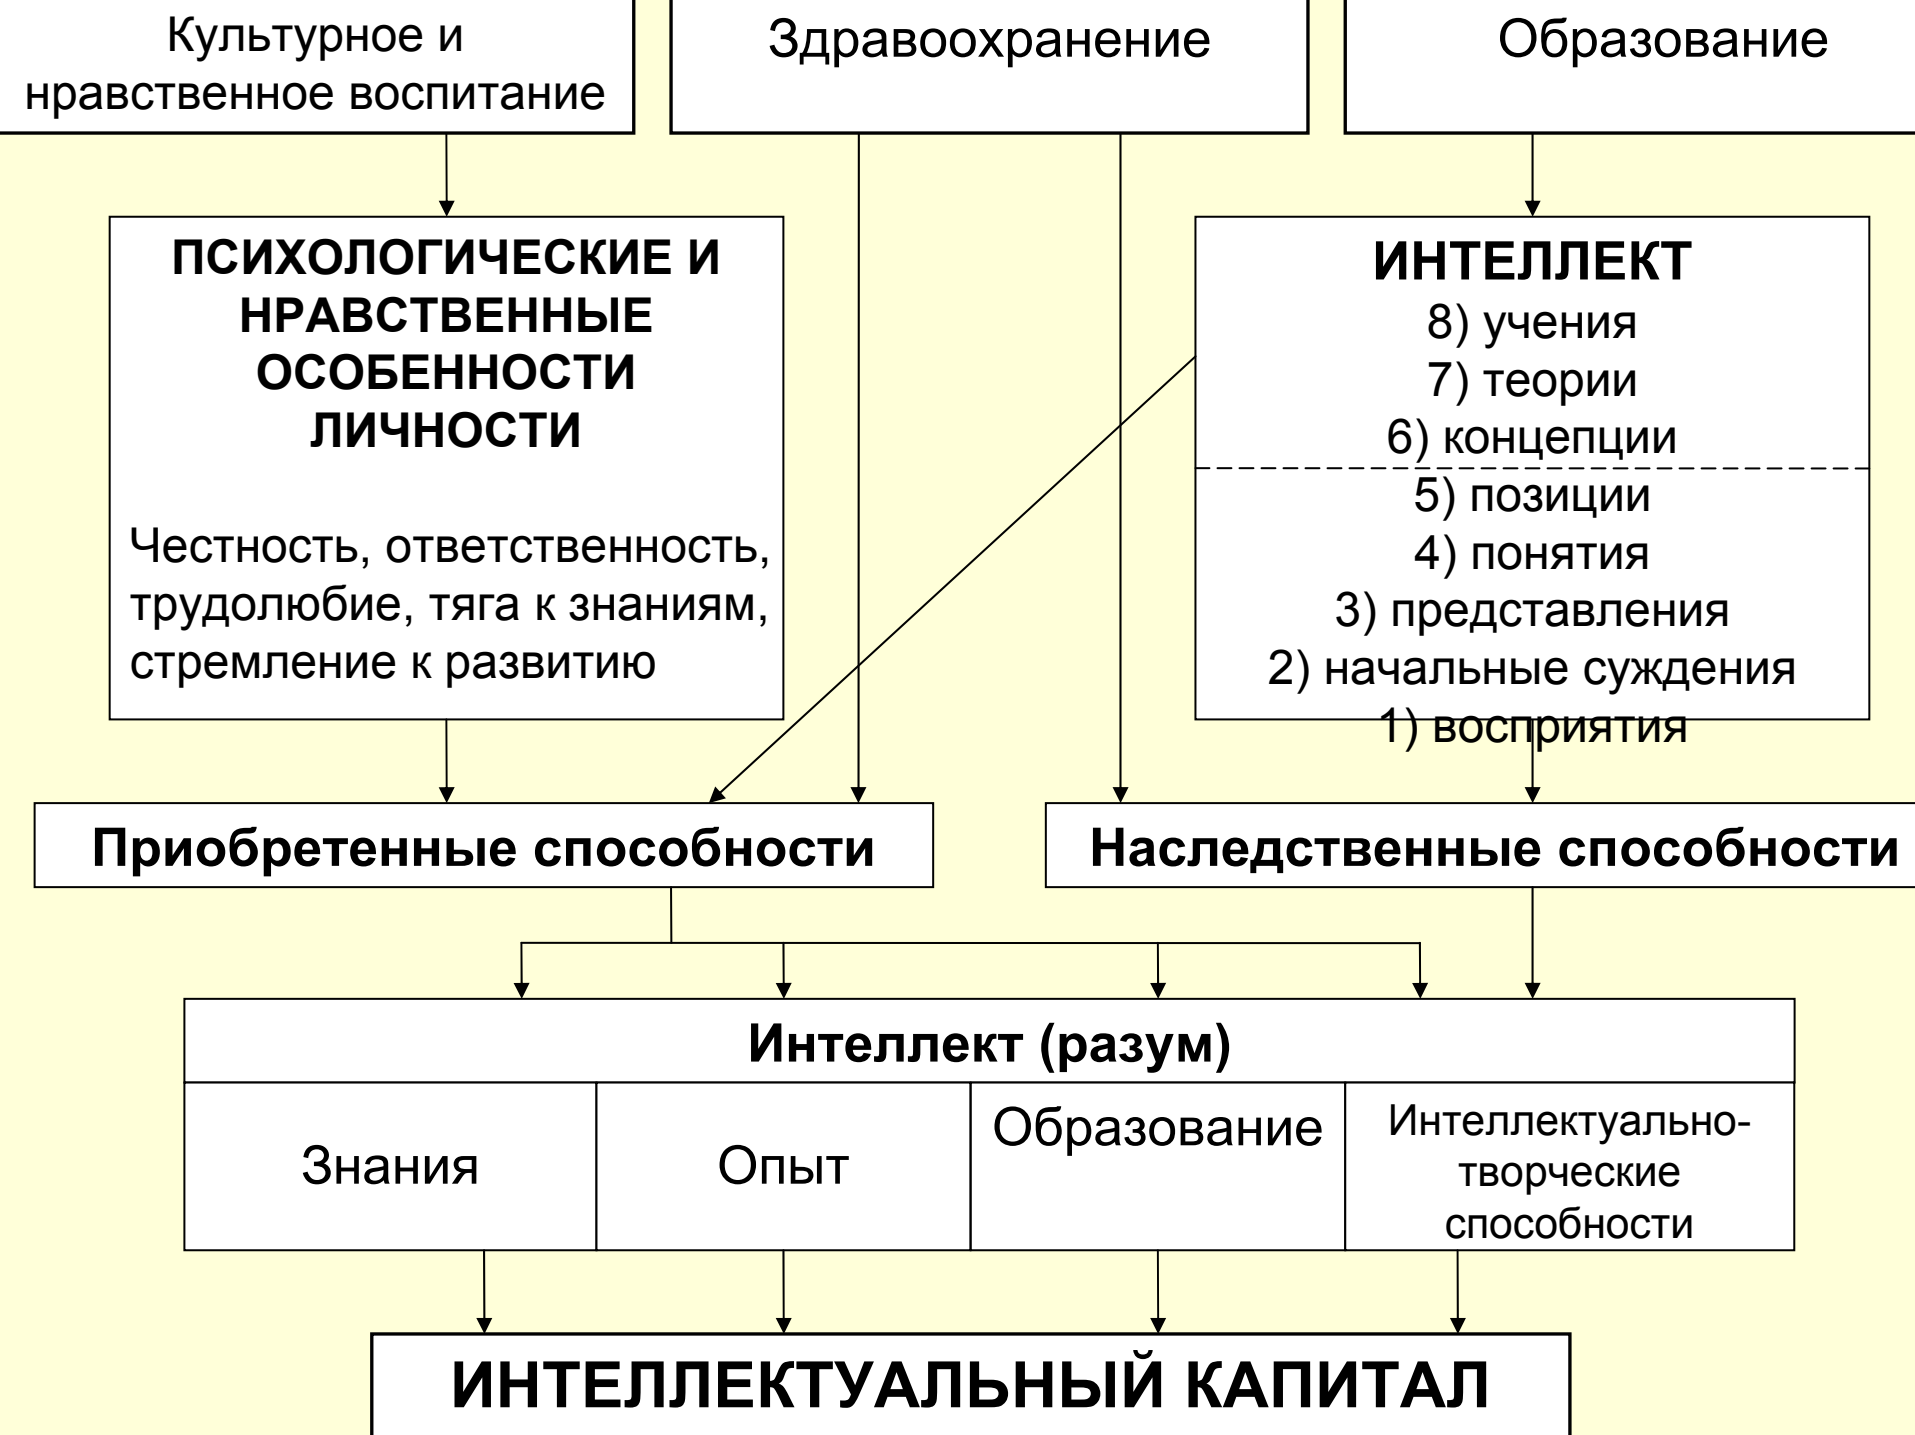 Культурное и
нравственное воспитание
Здравоохранение
Образование
ПСИХОЛОГИЧЕСКИЕ И
НРАВСТВЕННЫЕ
ОСОБЕННОСТИ
ЛИЧНОСТИ
Честность, ответственность,
трудолюбие, тяга к знаниям,
стремление к развитию
ИНТЕЛЛЕКТ
8) учения
7) теории
6) концепции
5) позиции
4) понятия
3) представления
2) начальные суждения
1) восприятия
Приобретенные способности
Наследственные способности
Интеллект (разум)
Знания
Опыт
Образование
Интеллектуально-
творческие
способности
ИНТЕЛЛЕКТУАЛЬНЫЙ КАПИТАЛ